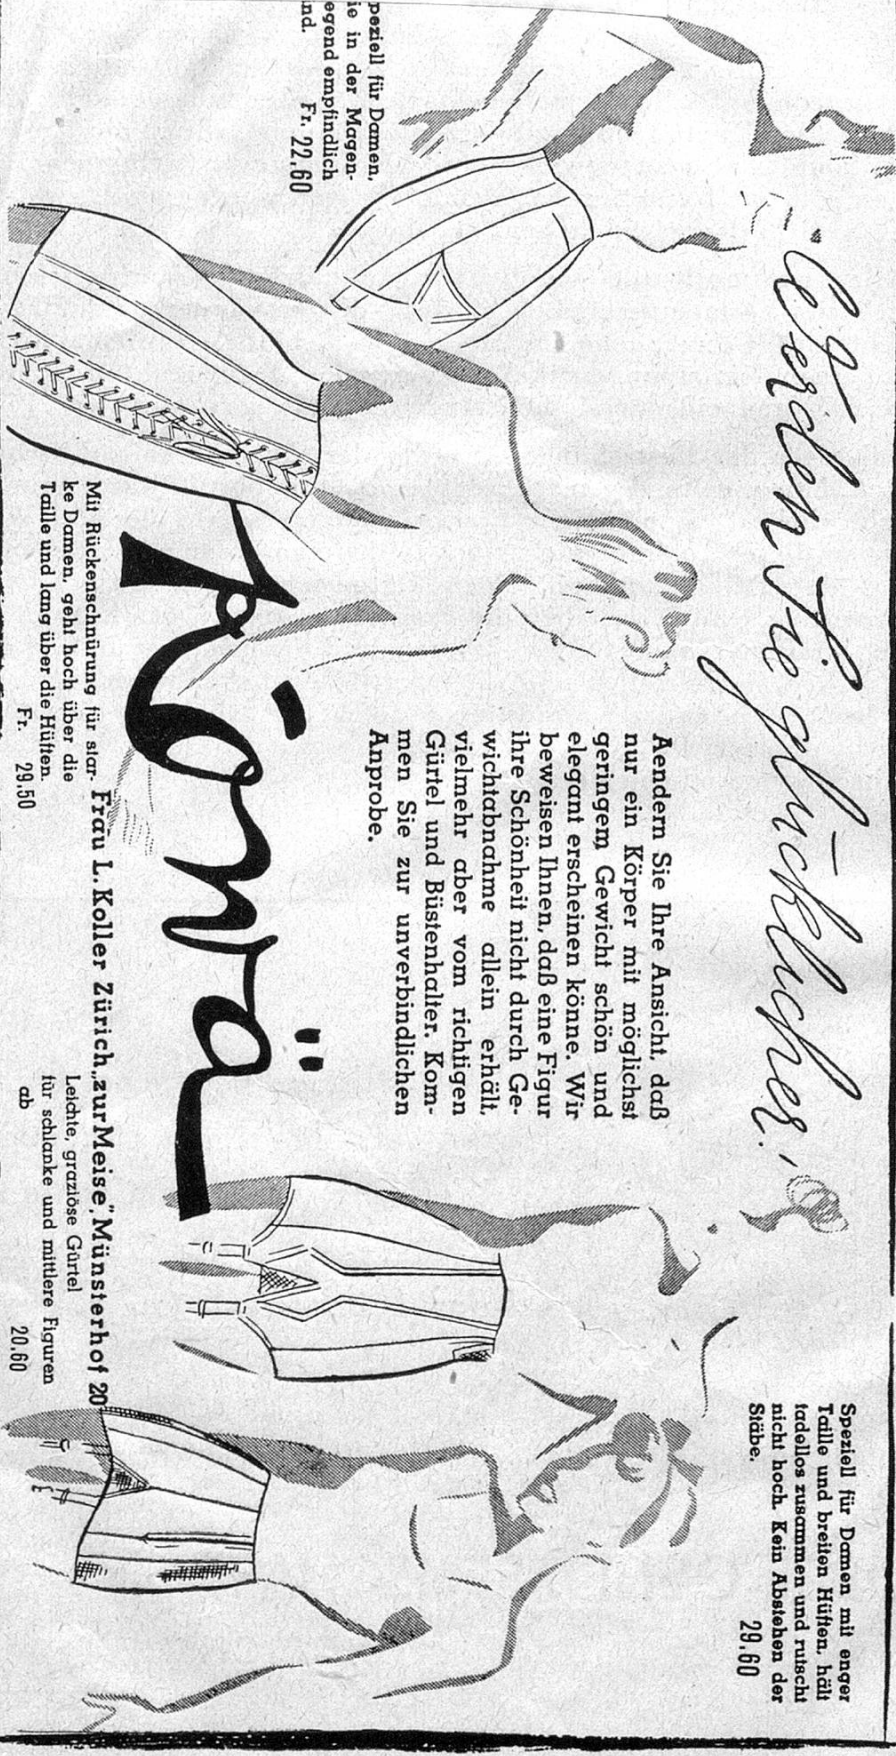 Werden Sie glücklicher!
peziell für Damen,
ie in der Magen-
egend empfindlich
nd. Fr. 22.60
Aendern Sie Ihre Ansicht, daß
nur ein Körper mit möglichst
geringem Gewicht schön und
elegant erscheinen könne. Wir
beweisen Ihnen, daß eine Figur
ihre Schönheit nicht durch Ge-
wichtabnahme allein erhält,
vielmehr aber vom richtigen
Gürtel und Büstenhalter. Kom-
men Sie zur unverbindlichen
Anprobe.
Speziell für Damen mit enger
Taille und breiten Hüften, hält
tadellos zusammen und rutscht
nicht hoch. Kein Abstehen der
Stäbe. 29.60
Mit Rückenschnürung für star-
ke Damen, geht hoch über die
Taille und lang über die Hüften.
Fr. 29.50
Frau L. Koller Zürich „zur Meise", Münsterhof 20
Leichte, graziöse Gürtel
für schlanke und mittlere Figuren
ab 20.60